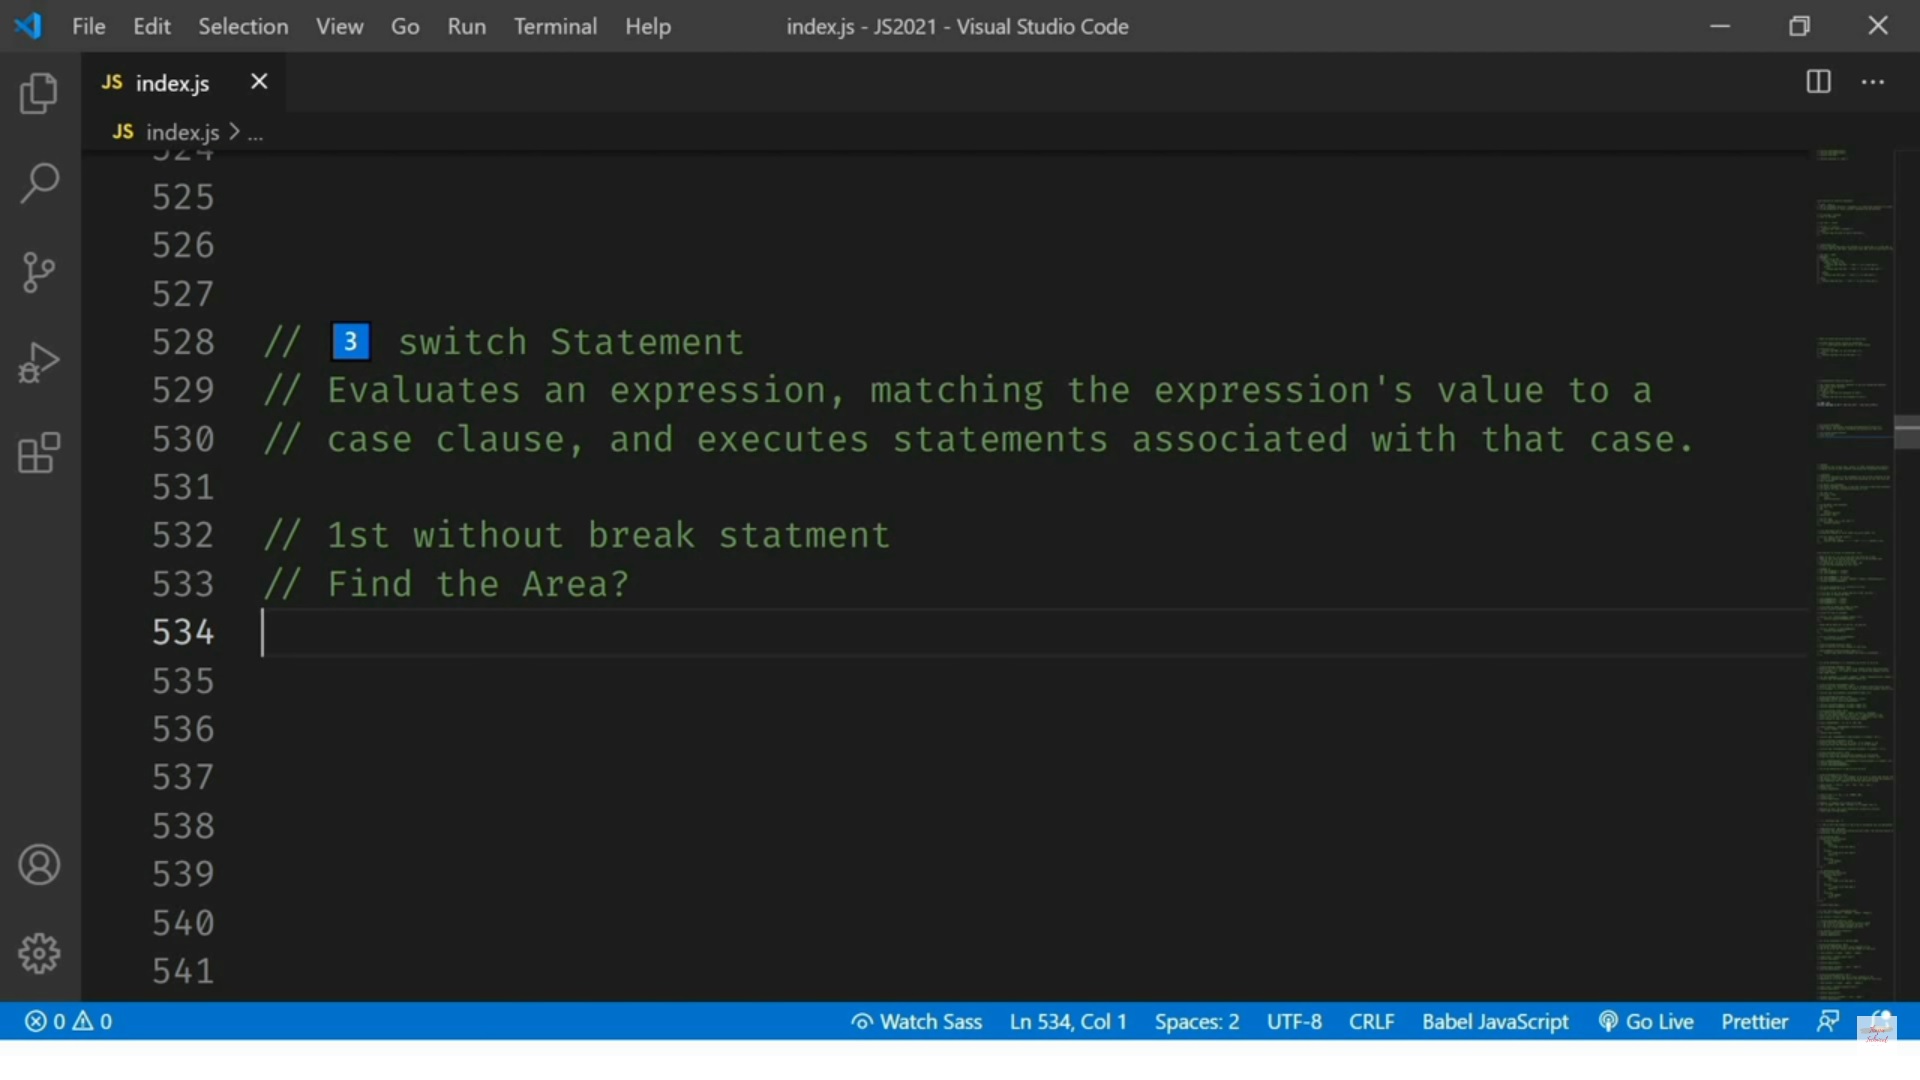 File Edit Selection View Go Run Terminal Help index.js - JS2021 - Visual Studio Code
JS index.js
JS index.js > ...
524
525
526
527
528 // 3 switch Statement
529 // Evaluates an expression, matching the expression's value to a
530 // case clause, and executes statements associated with that case.
531
532 // 1st without break statment
533 // Find the Area?
534
535
536
537
538
539
540
541
0 0 Watch Sass Ln 534, Col 1 Spaces: 2 UTF-8 CRLF Babel JavaScript Go Live Prettier